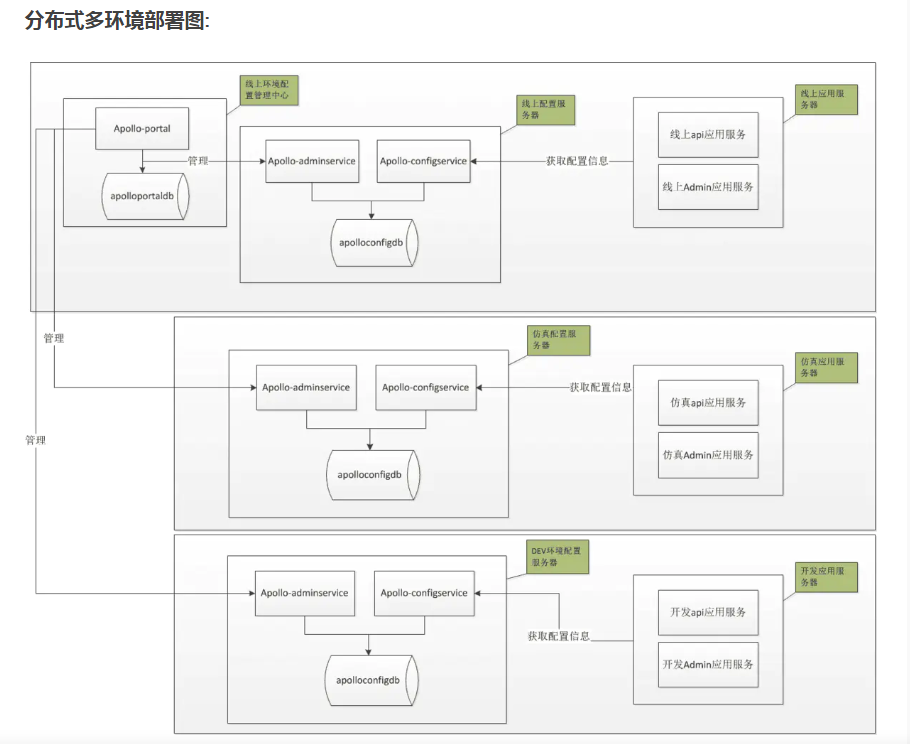 分布式多环境部署图:
线上环境配
置管理中心
Apollo-portal
apolloportaldb
管理
线上配置服
务器
Apollo-adminservice
Apollo-configservice
apolloconfigdb
获取配置信息
线上应用服
务器
线上api应用服务
线上Admin应用服务
管理
仿真配置服
务器
Apollo-adminservice
Apollo-configservice
apolloconfigdb
获取配置信息
仿真应用服
务器
仿真api应用服务
仿真Admin应用服务
管理
DEV环境配置
服务器
Apollo-adminservice
Apollo-configservice
apolloconfigdb
获取配置信息
开发应用服
务器
开发api应用服务
开发Admin应用服务